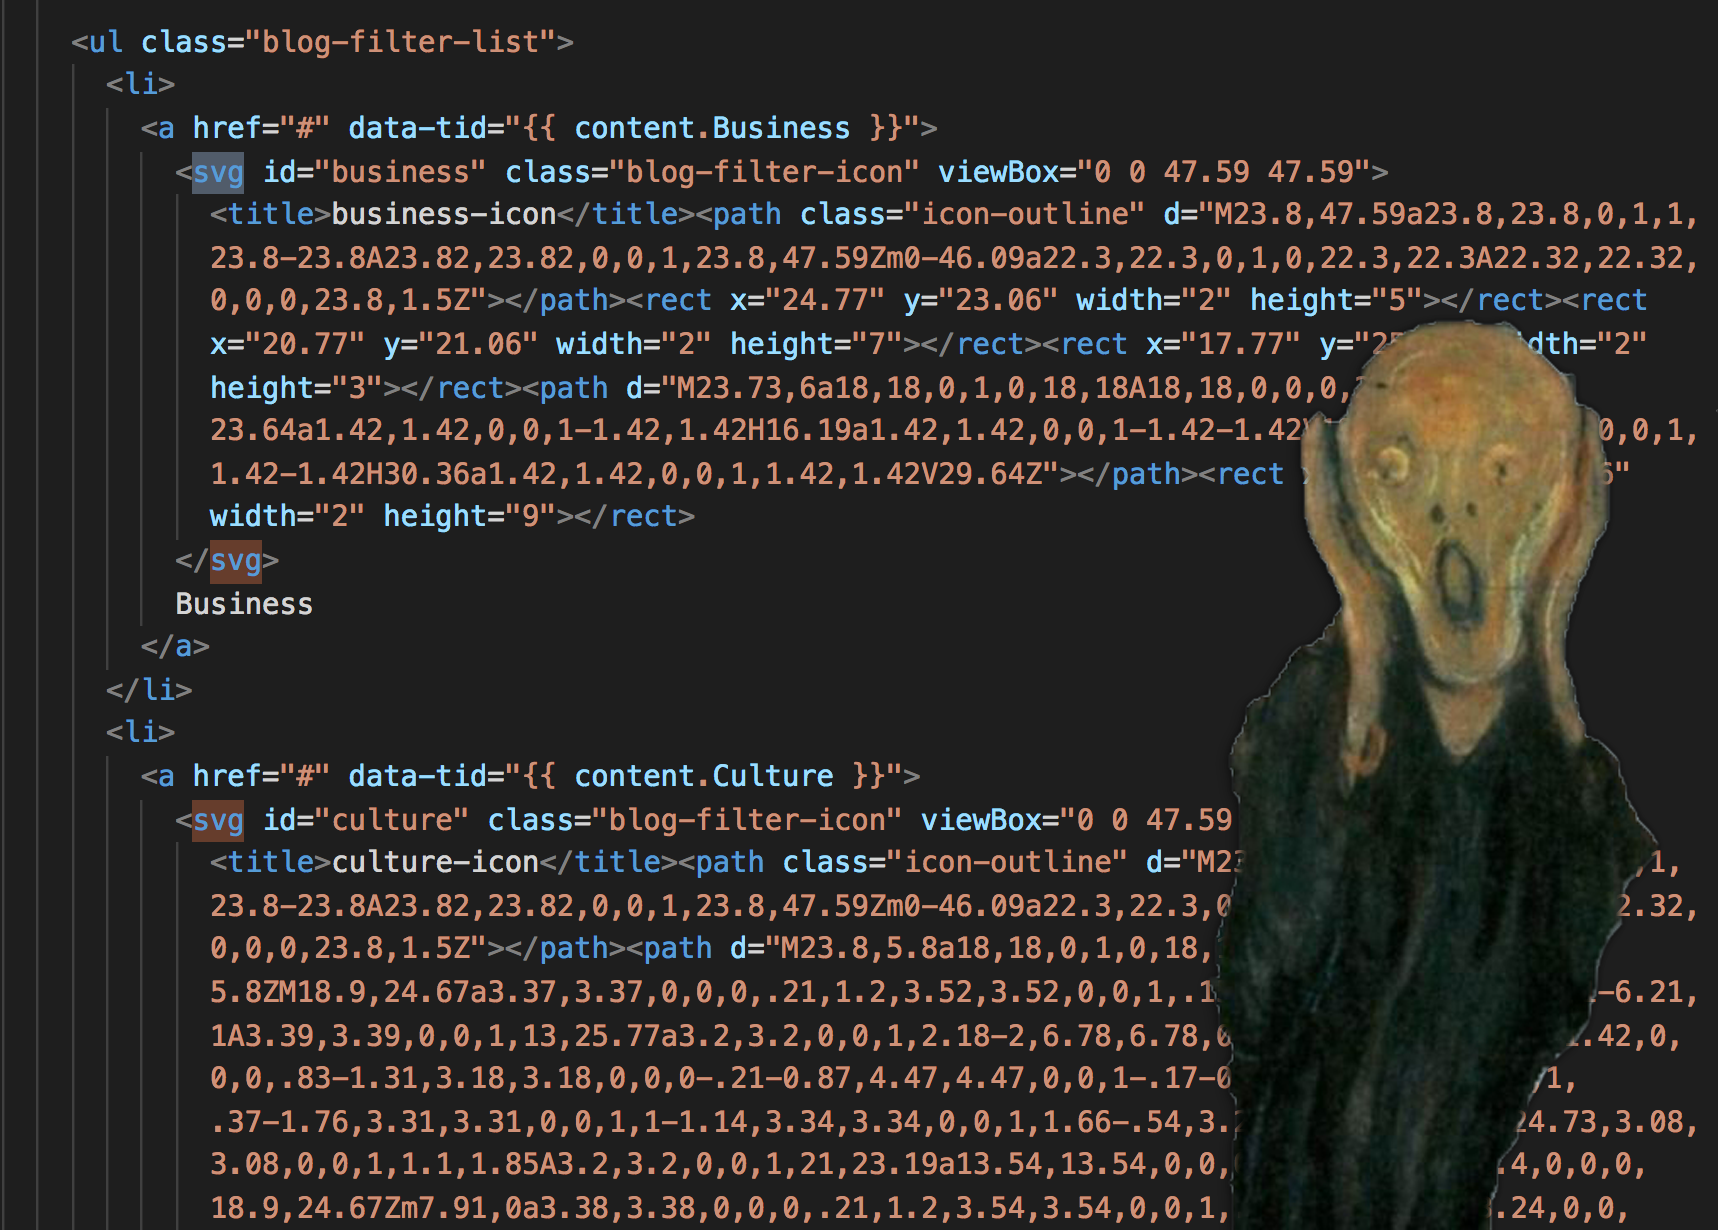 <ul class="blog-filter-list">
<li>
<a href="#" data-tid="{{ content.Business }}">
<svg id="business" class="blog-filter-icon" viewBox="0 0 47.59 47.59">
<title>business-icon</title><path class="icon-outline" d="M23.8,47.59a23.8,23.8,0,1,1,
23.8-23.8A23.82,23.82,0,0,1,23.8,47.59Zm0-46.09a22.3,22.3,0,1,0,22.3,22.3A22.32,22.32,
0,0,0,23.8,1.5Z"></path><rect x="24.77" y="23.06" width="2" height="5"></rect><rect
x="20.77" y="21.06" width="2" height="7"></rect><rect x="17.77" y="25 dth="2"
height="3"></rect><path d="M23.73,6a18,18,0,1,0,18,18A18,18,0,0,0,
23.64a1.42,1.42,0,0,1-1.42,1.42H16.19a1.42,1.42,0,0,1-1.42-1.42 0,0,1,
1.42-1.42H30.36a1.42,1.42,0,0,1,1.42,1.42V29.64Z"></path><rect 6"
width="2" height="9"></rect>
</svg>
Business
</a>
</li>
<li>
<a href="#" data-tid="{{ content.Culture }}">
<svg id="culture" class="blog-filter-icon" viewBox="0 0 47.59
<title>culture-icon</title><path class="icon-outline" d="M23 ,1,
23.8-23.8A23.82,23.82,0,0,1,23.8,47.59Zm0-46.09a22.3,22.3,0 2.32,
0,0,0,23.8,1.5Z"></path><path d="M23.8,5.8a18,18,0,1,0,18,
5.8ZM18.9,24.67a3.37,3.37,0,0,0,.21,1.2,3.52,3.52,0,0,1,.1 -6.21,
1A3.39,3.39,0,0,1,13,25.77a3.2,3.2,0,0,1,2.18-2,6.78,6.78,0 .42,0,
0,0,.83-1.31,3.18,3.18,0,0,0-.21-0.87,4.47,4.47,0,0,1-.17-0 1,
.37-1.76,3.31,3.31,0,0,1,1-1.14,3.34,3.34,0,0,1,1.66-.54,3. 24.73,3.08,
3.08,0,0,1,1.1,1.85A3.2,3.2,0,0,1,21,23.19a13.54,13.54,0,0, .4,0,0,0,
18.9,24.67Zm7.91,0a3.38,3.38,0,0,0,.21,1.2,3.54,3.54,0,0,1, .24,0,0,